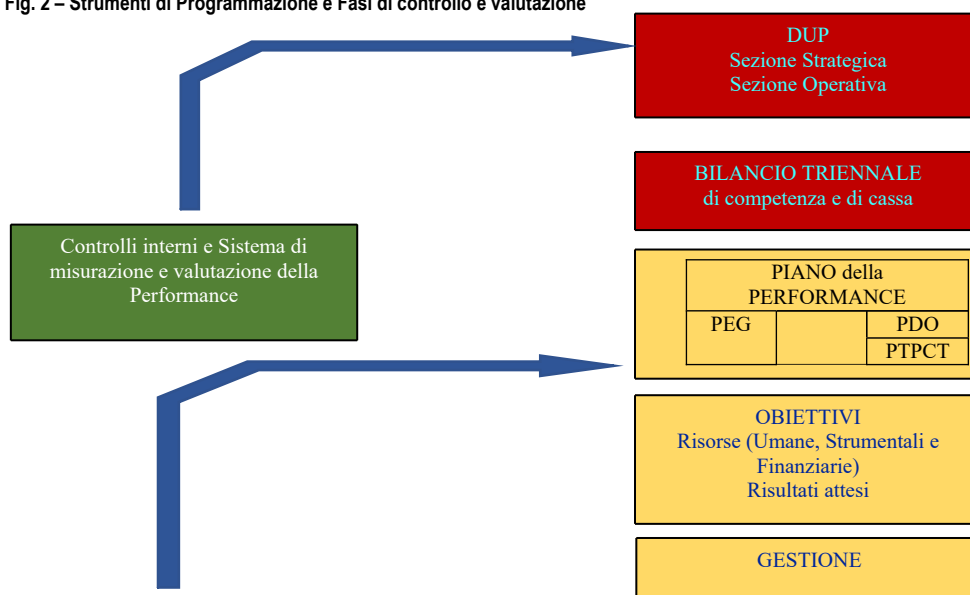 Fig. 2 – Strumenti di Programmazione e Fasi di controllo e valutazione
DUP
Sezione Strategica
Sezione Operativa
BILANCIO TRIENNALE
di competenza e di cassa
Controlli interni e Sistema di
misurazione e valutazione della
Performance
PIANO della
PERFORMANCE
PEG
PDO
PTPCT
OBIETTIVI
Risorse (Umane, Strumentali e
Finanziarie)
Risultati attesi
GESTIONE